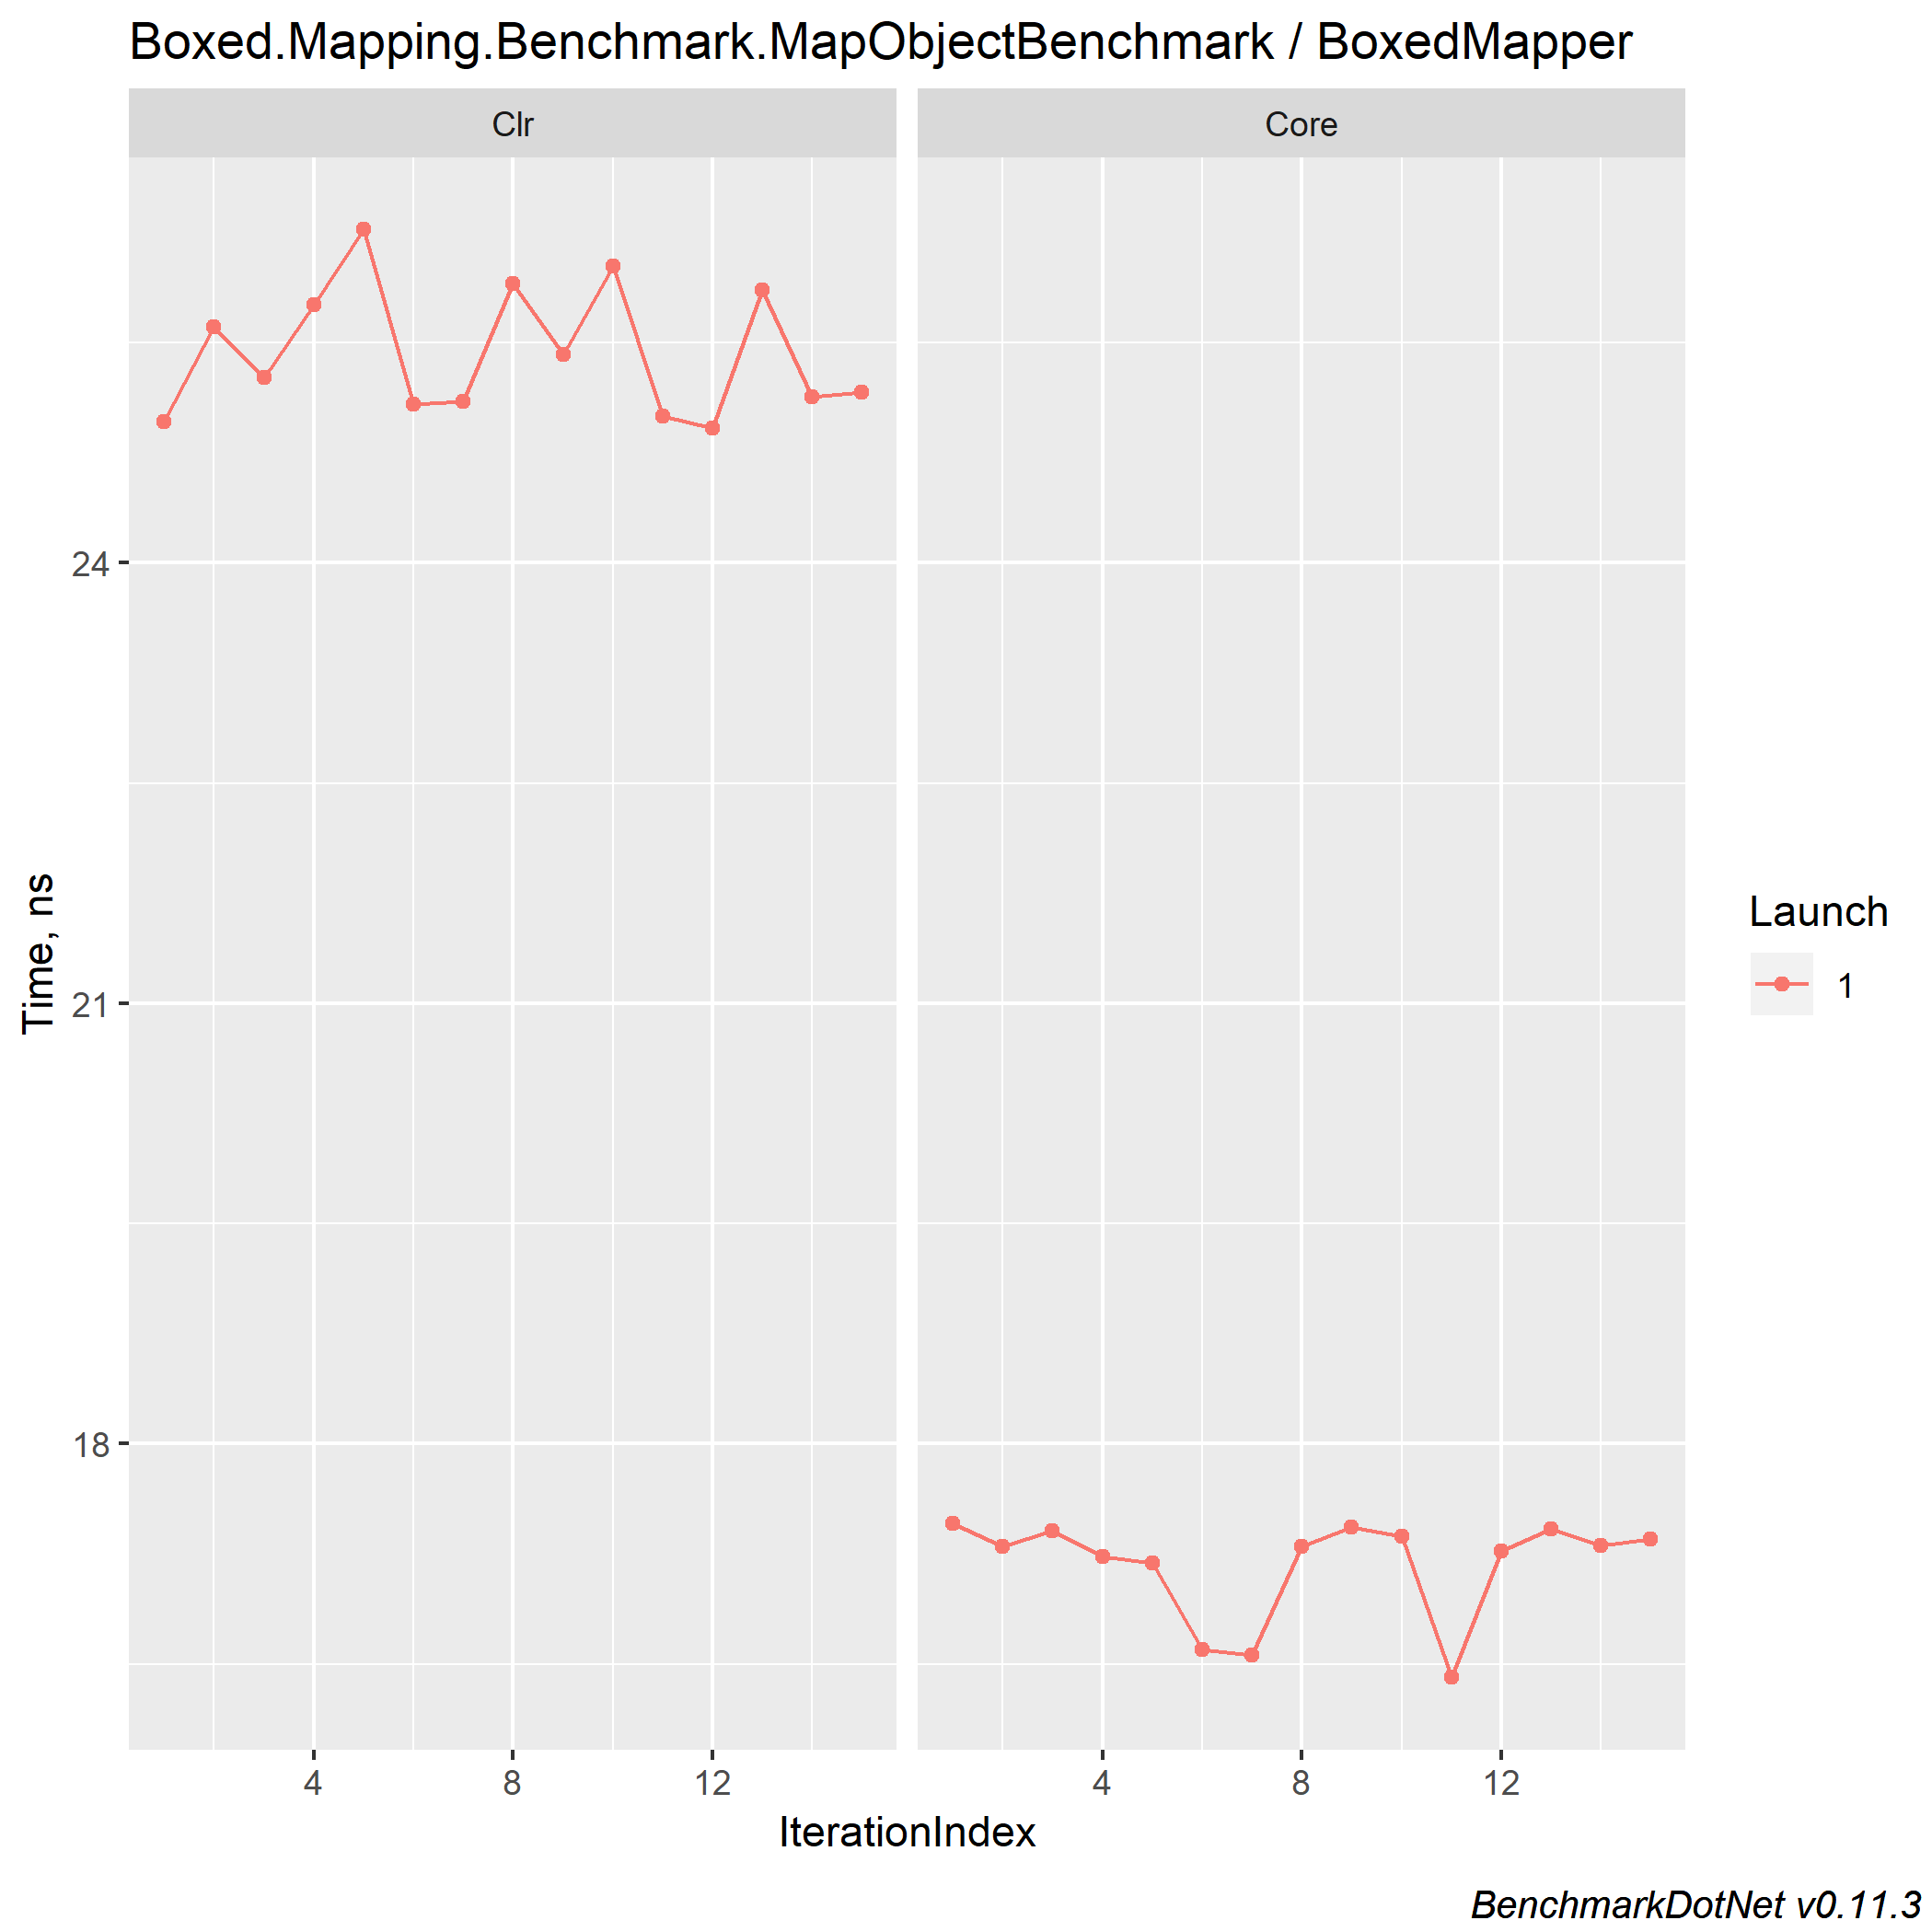 Boxed.Mapping.Benchmark.MapObjectBenchmark / BoxedMapper
Clr
Core
24
21
18
Time, ns
4
8
12
4
8
12
IterationIndex
Launch
1
BenchmarkDotNet v0.11.3